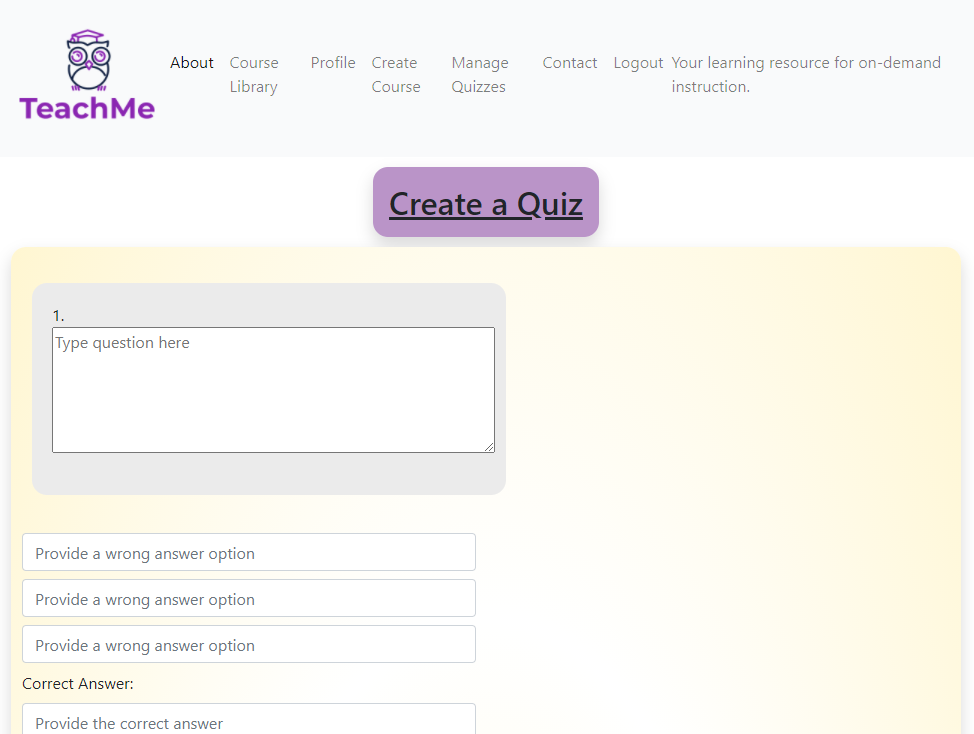 TeachMe
About Course Library Profile Create Course Manage Quizzes Contact Logout Your learning resource for on-demand instruction.
Create a Quiz
1.
Type question here
Provide a wrong answer option
Provide a wrong answer option
Provide a wrong answer option
Correct Answer:
Provide the correct answer